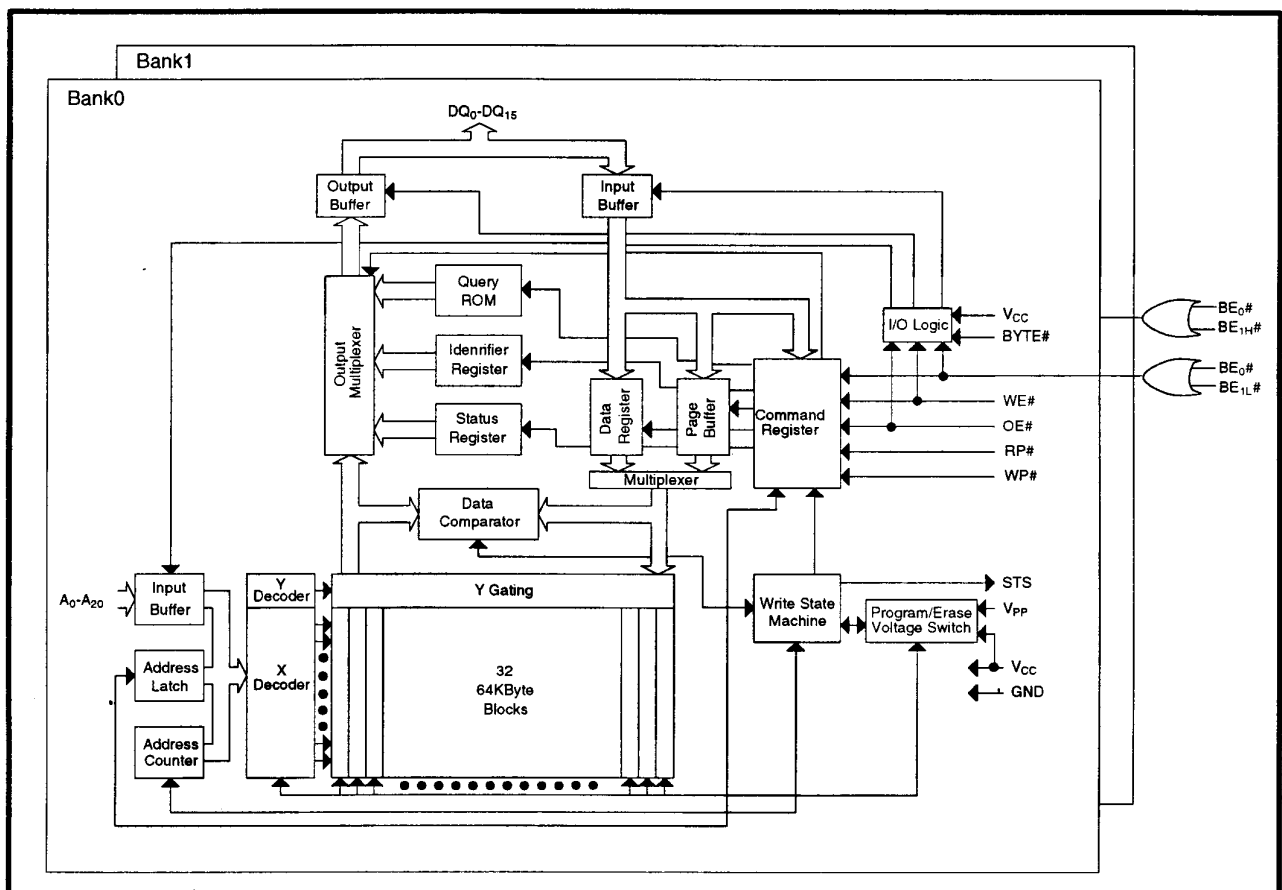 Bank1
Bank0
DQ0-DQ15
Output
Buffer
Input
Buffer
Output
Multiplexer
Query
ROM
Idenrifier
Register
Status
Register
Data
Register
Page
Buffer
Multiplexer
Command
Register
I/O Logic
VCC
BYTE#
BE0#
BE1H#
BE0#
BE1L#
WE#
OE#
RP#
WP#
Data
Comparator
A0-A20
Input
Buffer
Address
Latch
Address
Counter
Y
Decoder
X
Decoder
Y Gating
32
64KByte
Blocks
Write State
Machine
Program/Erase
Voltage Switch
STS
VPP
VCC
GND